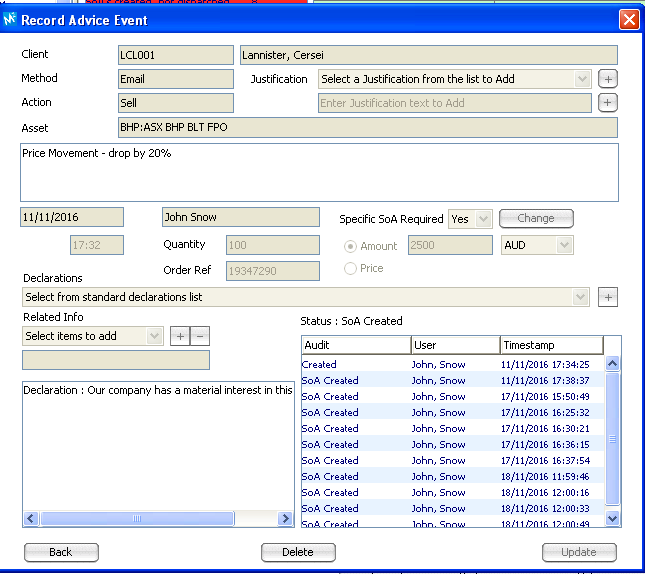 SoU's created, not dispatched 8
Record Advice Event
Client LCL001 Lannister, Cersei
Method Email Justification Select a Justification from the list to Add +
Action Sell Enter Justification text to Add +
Asset BHP:ASX BHP BLT FPO
Price Movement - drop by 20%
11/11/2016 John Snow Specific SoA Required Yes Change
17:32 Quantity 100 Amount 2500 AUD
Order Ref 19347290 Price
Declarations
Select from standard declarations list +
Related Info
Select items to add + −
Status : SoA Created
Declaration : Our company has a material interest in this
Audit User Timestamp
Created John, Snow 11/11/2016 17:34:25
SoA Created John, Snow 11/11/2016 17:38:37
SoA Created John, Snow 17/11/2016 15:50:49
SoA Created John, Snow 17/11/2016 16:25:32
SoA Created John, Snow 17/11/2016 16:30:21
SoA Created John, Snow 17/11/2016 16:36:15
SoA Created John, Snow 17/11/2016 16:37:54
SoA Created John, Snow 18/11/2016 11:59:46
SoA Created John, Snow 18/11/2016 12:00:16
SoA Created John, Snow 18/11/2016 12:00:33
SoA Created John, Snow 18/11/2016 12:00:49
Back Delete Update